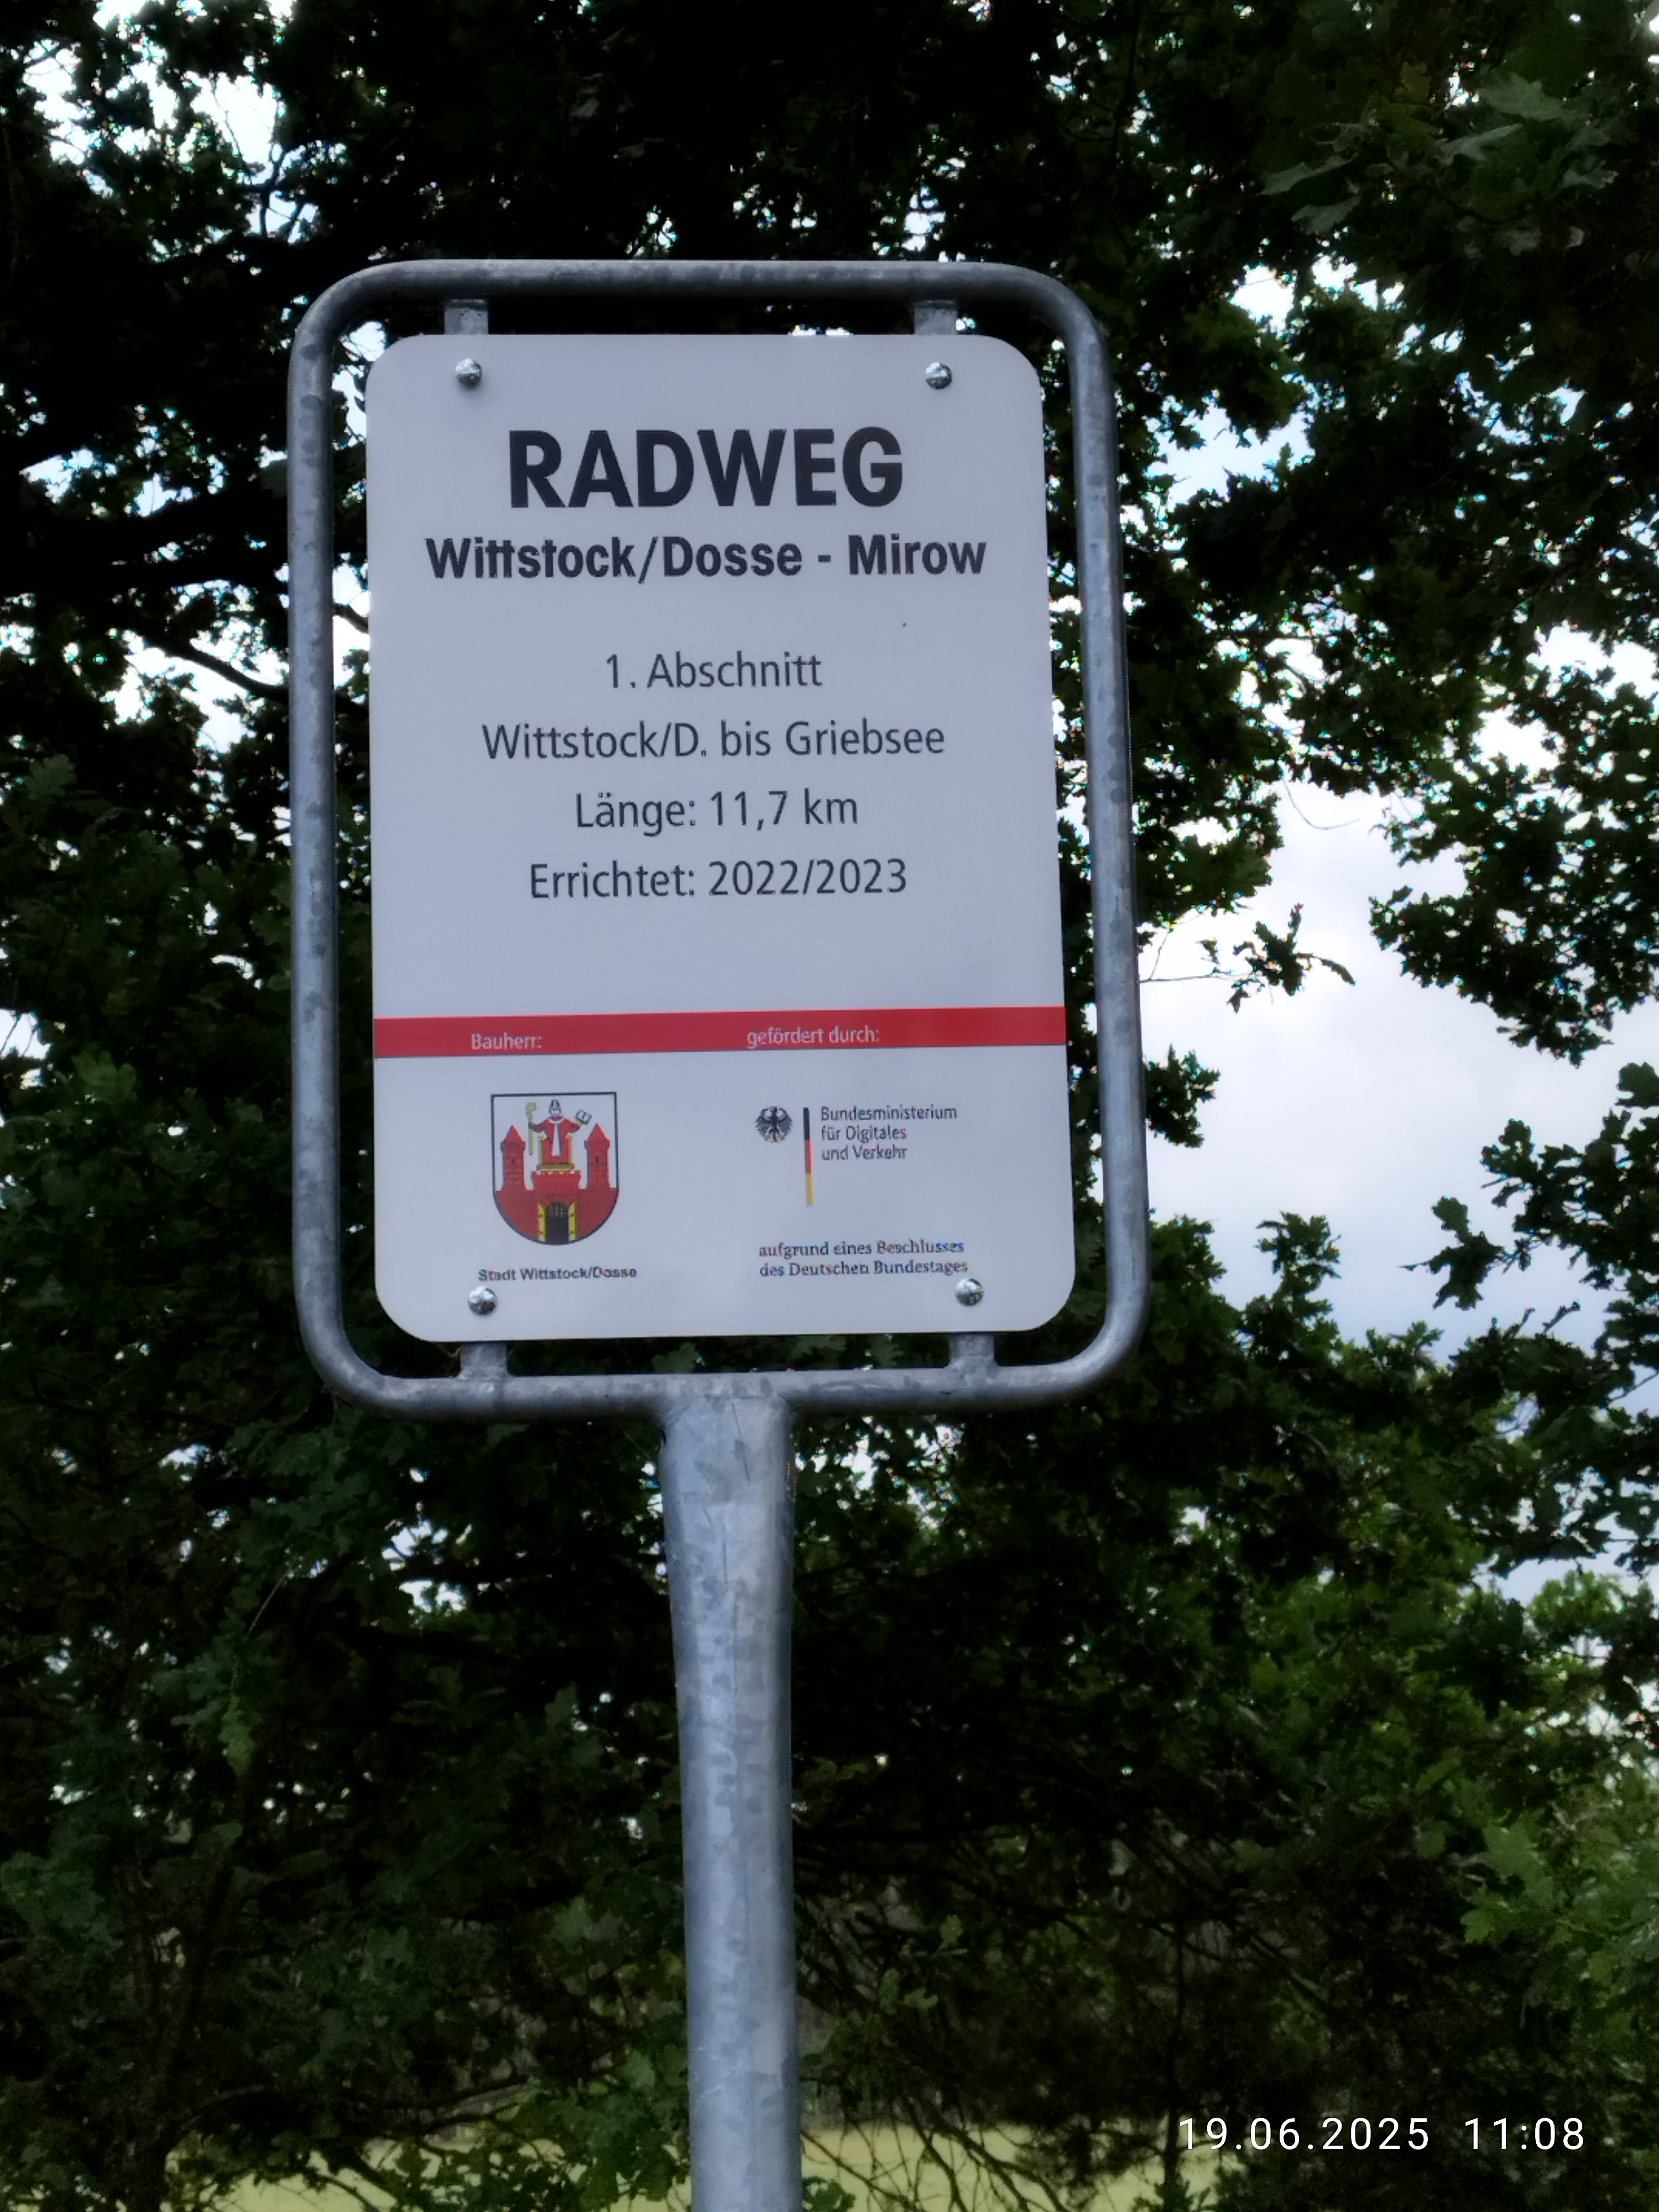 RADWEG
Wittstock/Dosse - Mirow
1. Abschnitt
Wittstock/D. bis Griebsee
Länge: 11,7 km
Errichtet: 2022/2023
Bauherr:
gefördert durch:
Bundesministerium
für Digitales
und Verkehr
Stadt Wittstock/Dosse
aufgrund eines Beschlusses
des Deutschen Bundestages
19.06.2025 11:08